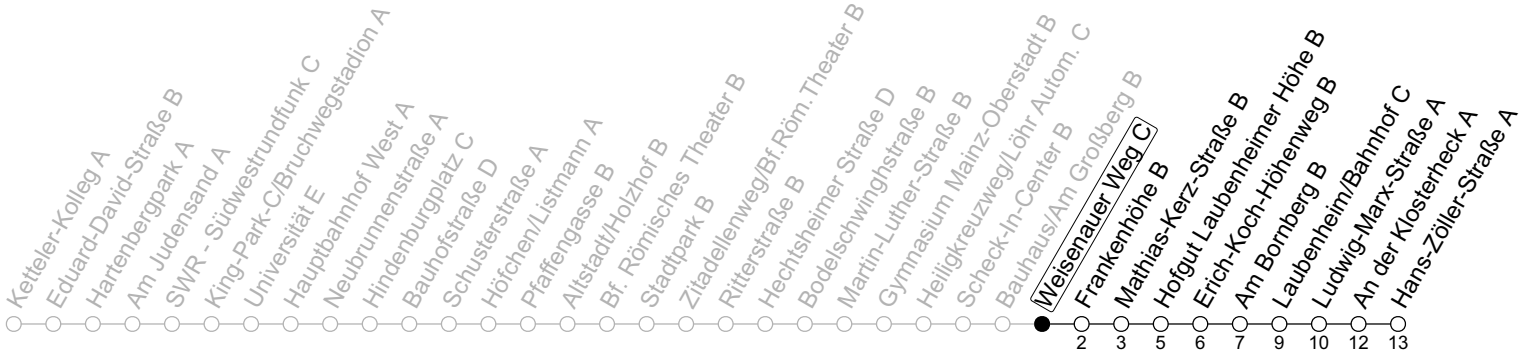 Ketteler-Kolleg A
Eduard-David-Straße B
Hartenbergpark A
Am Judensand A
SWR - Südwestrundfunk C
King-Park-C/Bruchwegstadion A
Universität E
Hauptbahnhof West A
Neubrunnenstraße A
Hindenburgplatz C
Bauhofstraße D
Schusterstraße A
Höfchen/Listmann A
Pfaffengasse B
Altstadt/Holzhof B
Bf. Römisches Theater B
Stadtpark B
Zitadellenweg/Bf.Röm.Theater B
Ritterstraße B
Hechtsheimer Straße D
Bodelschwinghstraße B
Martin-Luther-Straße B
Gymnasium Mainz-Oberstadt B
Heiligkreuzweg/Löhr Autom. C
Scheck-In-Center B
Bauhaus/Am Großberg B
Weisenauer Weg C
Frankenhöhe B
Mathias-Kerz-Straße B
Hofgut Laubenheimer Höhe B
Erich-Koch-Höhenweg B
Am Bornberg B
Laubenheim/Bahnhof C
Ludwig-Marx-Straße A
An der Klosterheck A
Hans-Zöller-Straße A
2 3 5 6 7 9 10 12 13